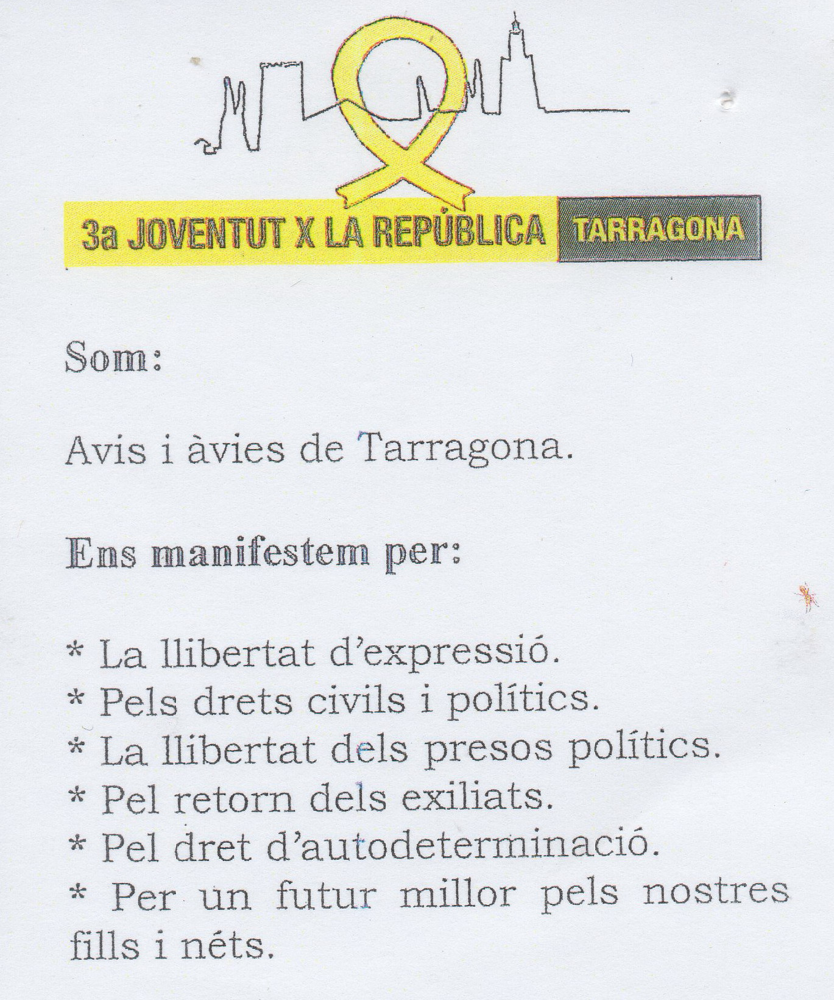 3a JOVENTUT X LA REPÚBLICA TARRAGONA
Som:
Avis i àvies de Tarragona.
Ens manifestem per:
* La llibertat d'expressió.
* Pels drets civils i polítics.
* La llibertat dels presos polítics.
* Pel retorn dels exiliats.
* Pel dret d'autodeterminació.
* Per un futur millor pels nostres
fills i néts.